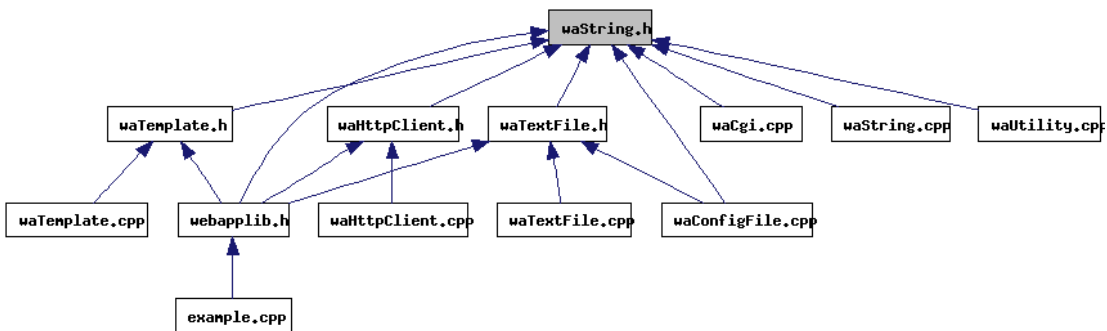 waString.h
waTemplate.h
waHttpClient.h
waTextFile.h
waCgi.cpp
waString.cpp
waUtility.cpp
waTemplate.cpp
webapplib.h
waHttpClient.cpp
waTextFile.cpp
waConfigFile.cpp
example.cpp